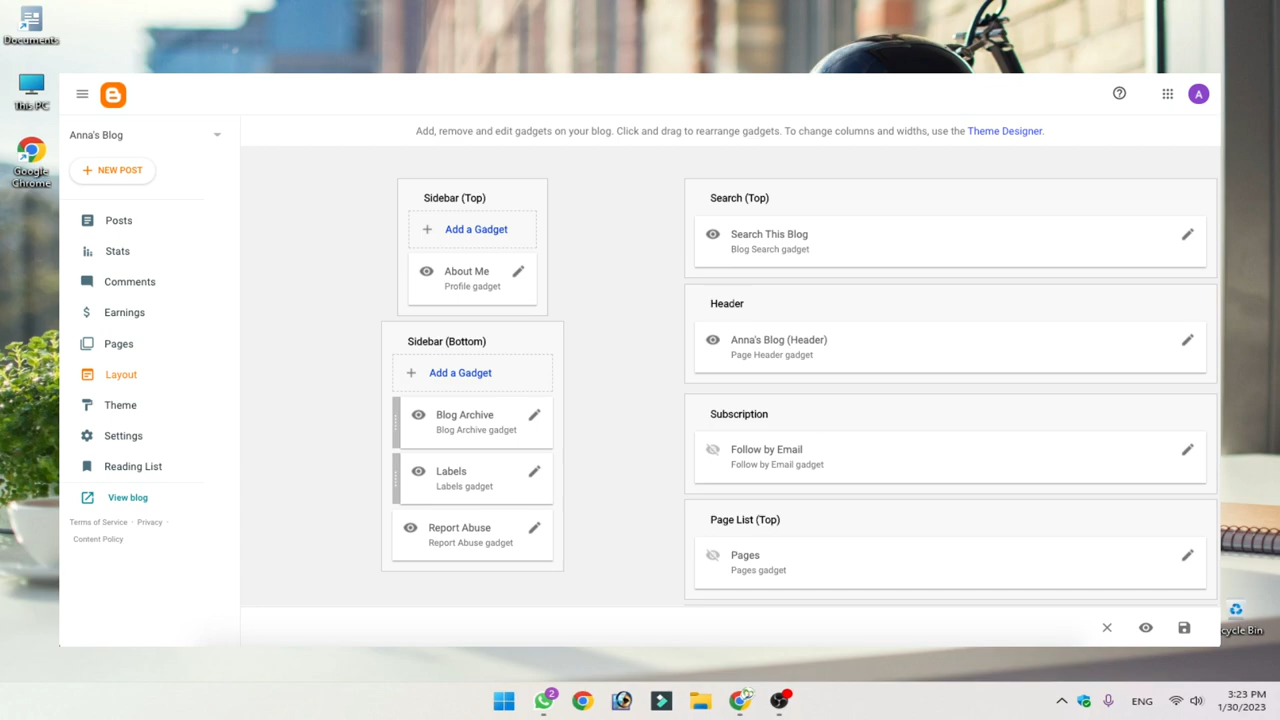 Documents
This PC
Google
Chrome
Anna's Blog
NEW POST
Posts
Stats
Comments
Earnings
Pages
Layout
Theme
Settings
Reading List
View blog
Terms of Service · Privacy ·
Content Policy
A
Add, remove and edit gadgets on your blog. Click and drag to rearrange gadgets. To change columns and widths, use the Theme Designer.
Sidebar (Top)
Add a Gadget
About Me
Profile gadget
Sidebar (Bottom)
Add a Gadget
Blog Archive
Blog Archive gadget
Labels
Labels gadget
Report Abuse
Report Abuse gadget
Search (Top)
Search This Blog
Blog Search gadget
Header
Anna's Blog (Header)
Page Header gadget
Subscription
Follow by Email
Follow by Email gadget
Page List (Top)
Pages
Pages gadget
cycle Bin
2
ENG
3:23 PM
1/30/2023